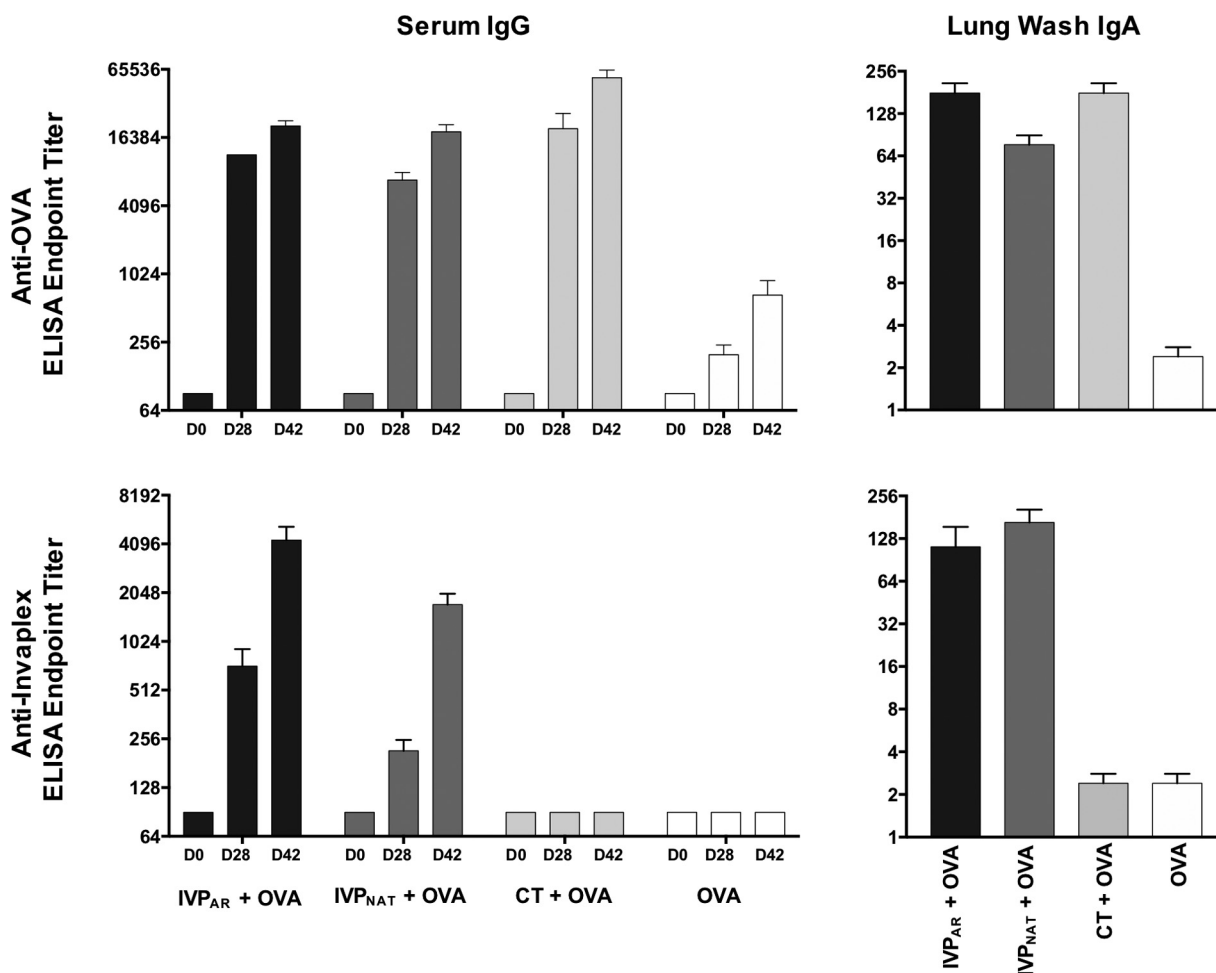 Serum IgG
Lung Wash IgA
Anti-OVA
ELISA Endpoint Titer
65536
16384
4096
1024
256
64
D0 D28 D42 D0 D28 D42 D0 D28 D42 D0 D28 D42
256
128
64
32
16
8
4
2
1
Anti-Invaplex
ELISA Endpoint Titer
8192
4096
2048
1024
512
256
128
64
D0 D28 D42 D0 D28 D42 D0 D28 D42 D0 D28 D42
IVPAR + OVA IVPNAT + OVA CT + OVA OVA
256
128
64
32
16
8
4
2
1
IVPAR + OVA
IVPNAT + OVA
CT + OVA
OVA